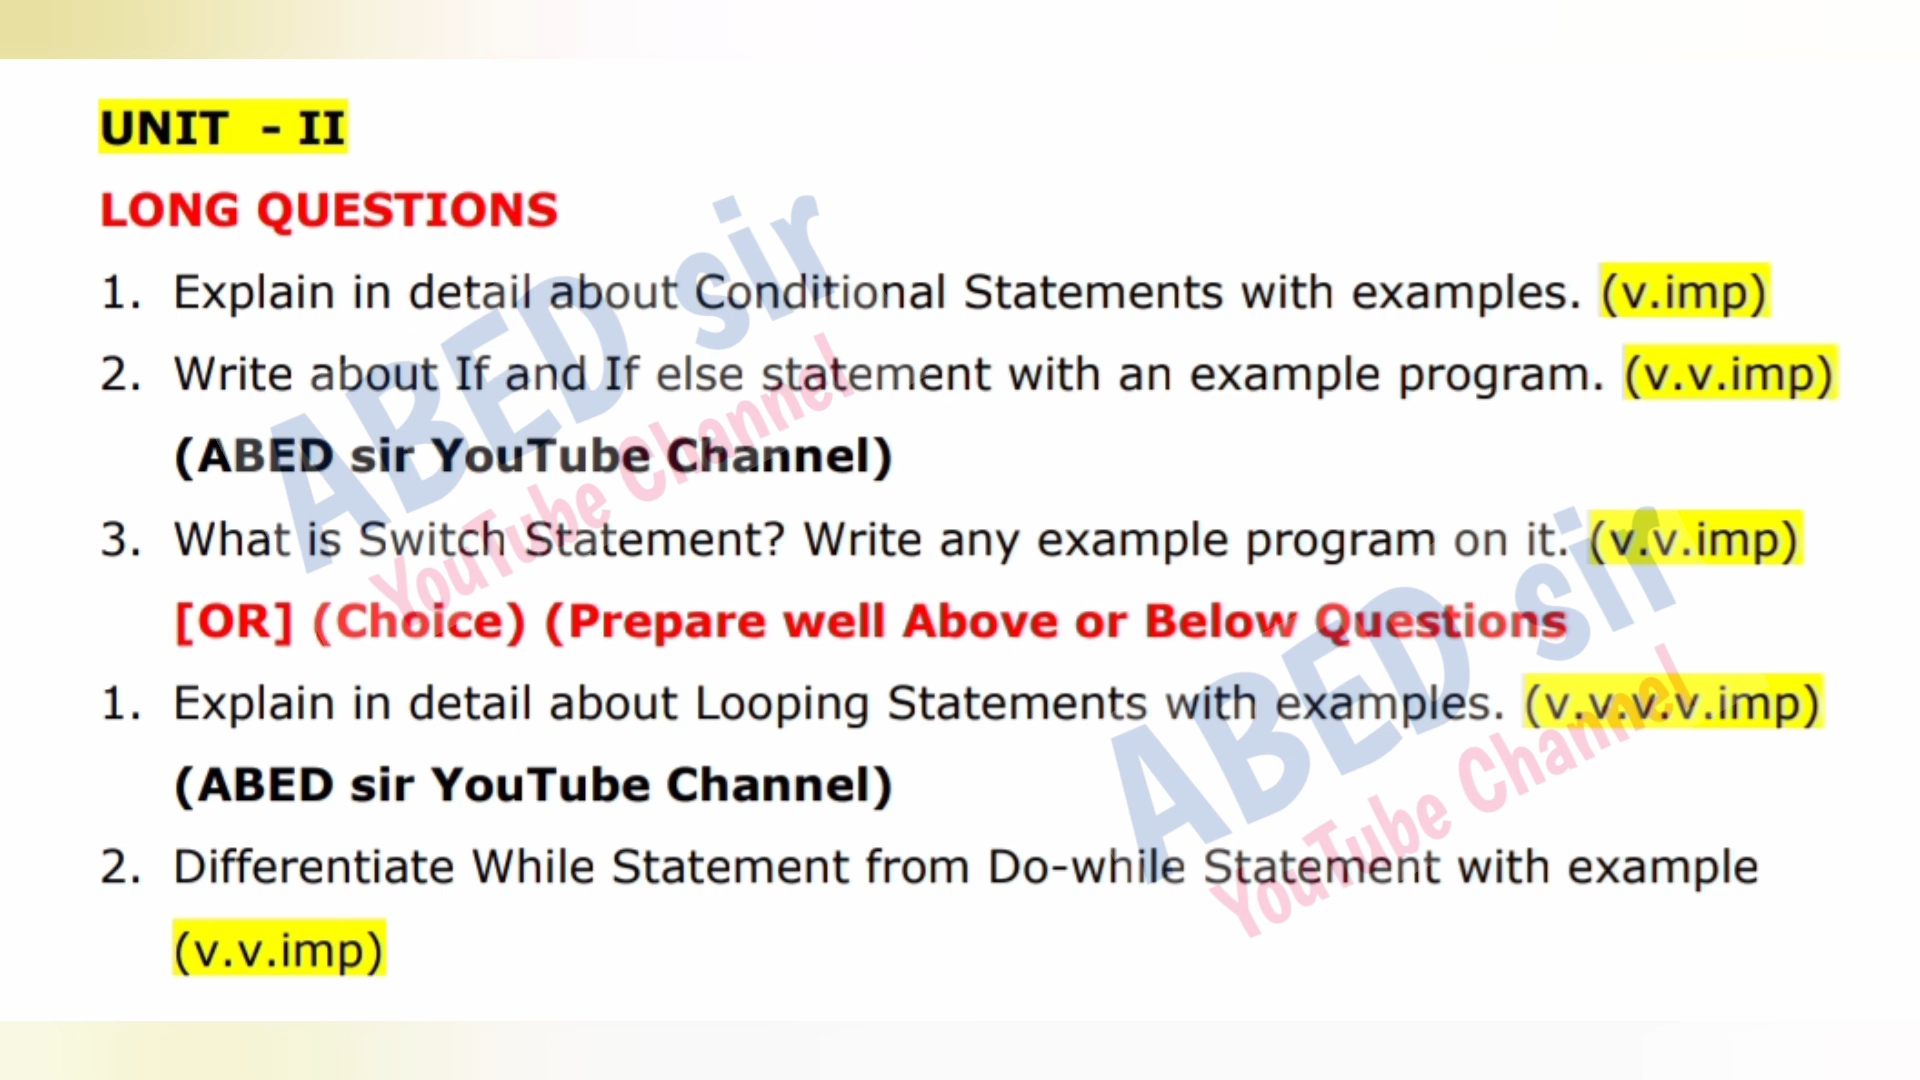 UNIT - II
LONG QUESTIONS
1. Explain in detail about Conditional Statements with examples. (v.imp)
2. Write about If and If else statement with an example program. (v.v.imp)
(ABED sir YouTube Channel)
3. What is Switch Statement? Write any example program on it. (v.v.imp)
[OR] (Choice) (Prepare well Above or Below Questions
1. Explain in detail about Looping Statements with examples. (v.v.v.v.imp)
(ABED sir YouTube Channel)
2. Differentiate While Statement from Do-while Statement with example
(v.v.imp)
ABED sir
YouTube Channel
ABED sir
YouTube Channel